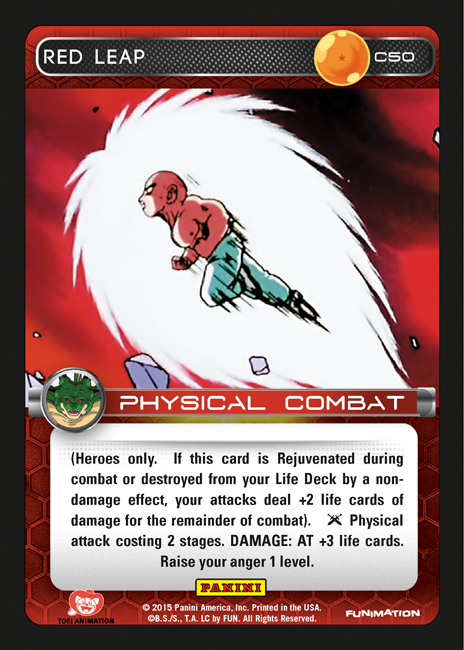 RED LEAP
C50
PHYSICAL COMBAT
(Heroes only. If this card is Rejuvenated during
combat or destroyed from your Life Deck by a non-
damage effect, your attacks deal +2 life cards of
damage for the remainder of combat). Physical
attack costing 2 stages. DAMAGE: AT +3 life cards.
Raise your anger 1 level.
PANINI
© 2015 Panini America, Inc. Printed in the USA.
©B.S./S., T.A. LC by FUN. All Rights Reserved.
TOEI ANIMATION
FUNIMATION